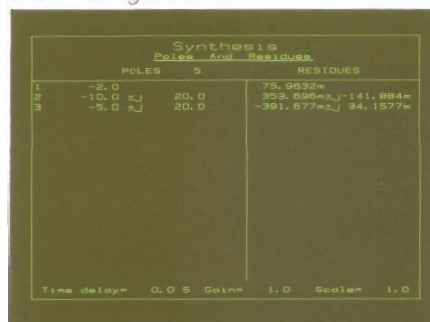 Synthesis
Poles And Residues
POLES 5 RESIDUES
1 -2.0 75.9632m
2 -10.0 ±j 20.0 353.696m±j-141.884m
3 -5.0 ±j 20.0 -391.677m±j 34.1577m
Time delay= 0.0 S Gain= 1.0 Scale= 1.0